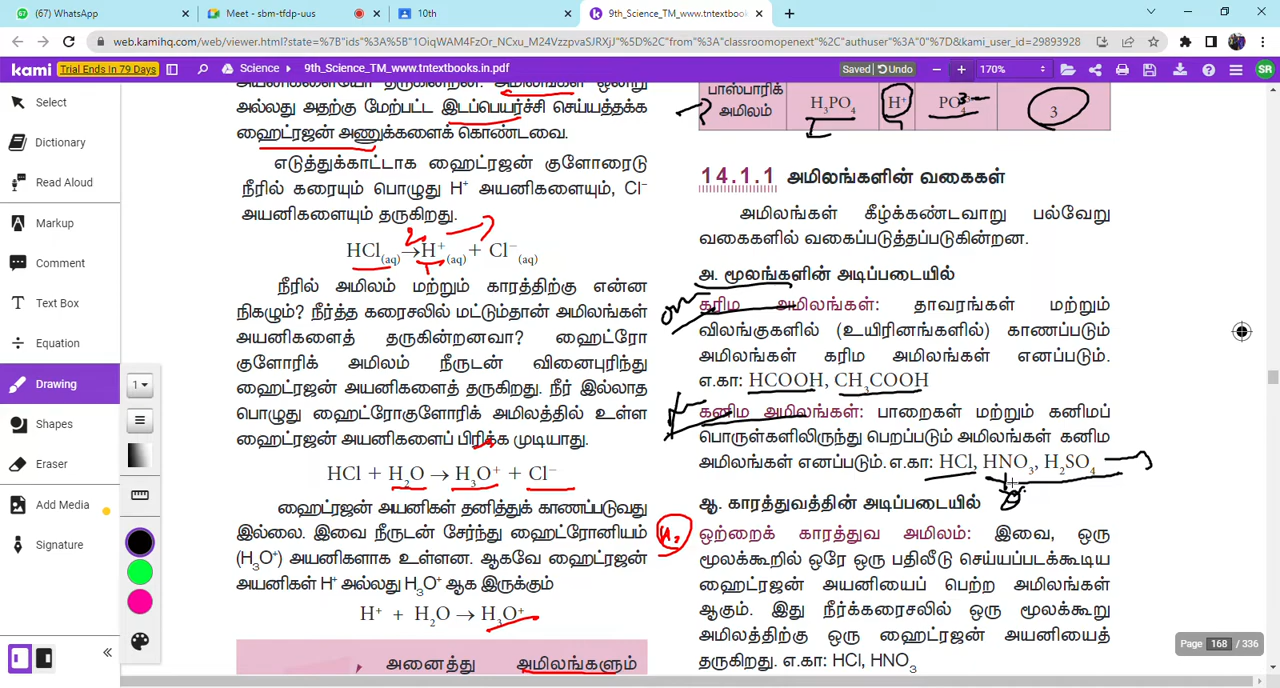 (67) WhatsApp
Meet - sbm-tfdp-uus
10th
9th_Science_TM_www.tntextbooks.in
web.kamihq.com/web/viewer.html?state=%7B"ids"%3A%5B"1OiqWAM4FzOr_NCxu_M24VzzpvaSJRXjJ"%5D%2C"from"%3A"classroomopenext"%2C"authuser"%3A"0"%7D&kami_user_id=29893928
kami
Trial Ends In 79 Days
Science
9th_Science_TM_www.tntextbooks.in.pdf
Saved
Undo
170%
SR
Select
Dictionary
Read Aloud
Markup
Comment
Text Box
Equation
Drawing
Shapes
Eraser
Add Media
Signature
1
அல்லது அதற்கு மேற்பட்ட இடப்பெயர்ச்சி செய்யத்தக்க
ஹைட்ரஜன் அணுக்களைக் கொண்டவை.
எடுத்துக்காட்டாக ஹைட்ரஜன் குளோரைடு
நீரில் கரையும் பொழுது H⁺ அயனிகளையும், Cl⁻
அயனிகளையும் தருகிறது.
HCl(aq) → H⁺(aq) + Cl⁻(aq)
நீரில் அமிலம் மற்றும் காரத்திற்கு என்ன
நிகழும்? நீர்த்த கரைசலில் மட்டும்தான் அமிலங்கள்
அயனிகளைத் தருகின்றனவா? ஹைட்ரோ
குளோரிக் அமிலம் நீருடன் வினைபுரிந்து
ஹைட்ரஜன் அயனிகளைத் தருகிறது. நீர் இல்லாத
பொழுது ஹைட்ரோகுளோரிக் அமிலத்தில் உள்ள
ஹைட்ரஜன் அயனிகளைப் பிரிக்க முடியாது.
HCl + H₂O → H₃O⁺ + Cl⁻
ஹைட்ரஜன் அயனிகள் தனித்துக் காணப்படுவது
இல்லை. இவை நீருடன் சேர்ந்து ஹைட்ரோனியம்
(H₃O⁺) அயனிகளாக உள்ளன. ஆகவே ஹைட்ரஜன்
அயனிகள் H⁺ அல்லது H₃O⁺ ஆக இருக்கும்
H⁺ + H₂O → H₃O⁺
அனைத்து அமிலங்களும்
பாஸ்பாரிக்
அமிலம் H₃PO₄ H⁺ PO₄³⁻ 3
14.1.1 அமிலங்களின் வகைகள்
அமிலங்கள் கீழ்க்கண்டவாறு பல்வேறு
வகைகளில் வகைப்படுத்தப்படுகின்றன.
அ. மூலங்களின் அடிப்படையில்
கரிம அமிலங்கள்: தாவரங்கள் மற்றும்
விலங்குகளில் (உயிரினங்களில்) காணப்படும்
அமிலங்கள் கரிம அமிலங்கள் எனப்படும்.
எ.கா: HCOOH, CH₃COOH
கனிம அமிலங்கள்: பாறைகள் மற்றும் கனிமப்
பொருள்களிலிருந்து பெறப்படும் அமிலங்கள் கனிம
அமிலங்கள் எனப்படும். எ.கா: HCl, HNO₃, H₂SO₄
ஆ. காரத்துவத்தின் அடிப்படையில்
ஒற்றைக் காரத்துவ அமிலம்: இவை, ஒரு
மூலக்கூறில் ஒரே ஒரு பதிலீடு செய்யப்படக்கூடிய
ஹைட்ரஜன் அயனியைப் பெற்ற அமிலங்கள்
ஆகும். இது நீர்க்கரைசலில் ஒரு மூலக்கூறு
அமிலத்திற்கு ஒரு ஹைட்ரஜன் அயனியைத்
தருகிறது. எ.கா: HCl, HNO₃
Page 168 / 336